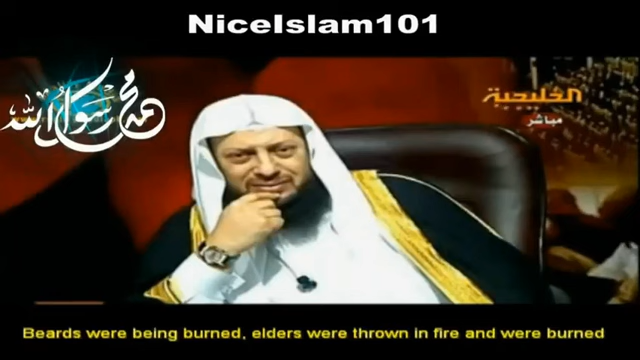 NiceIslam101
محمد رسول الله
الخليجية
مباشر
Beards were being burned, elders were thrown in fire and were burned